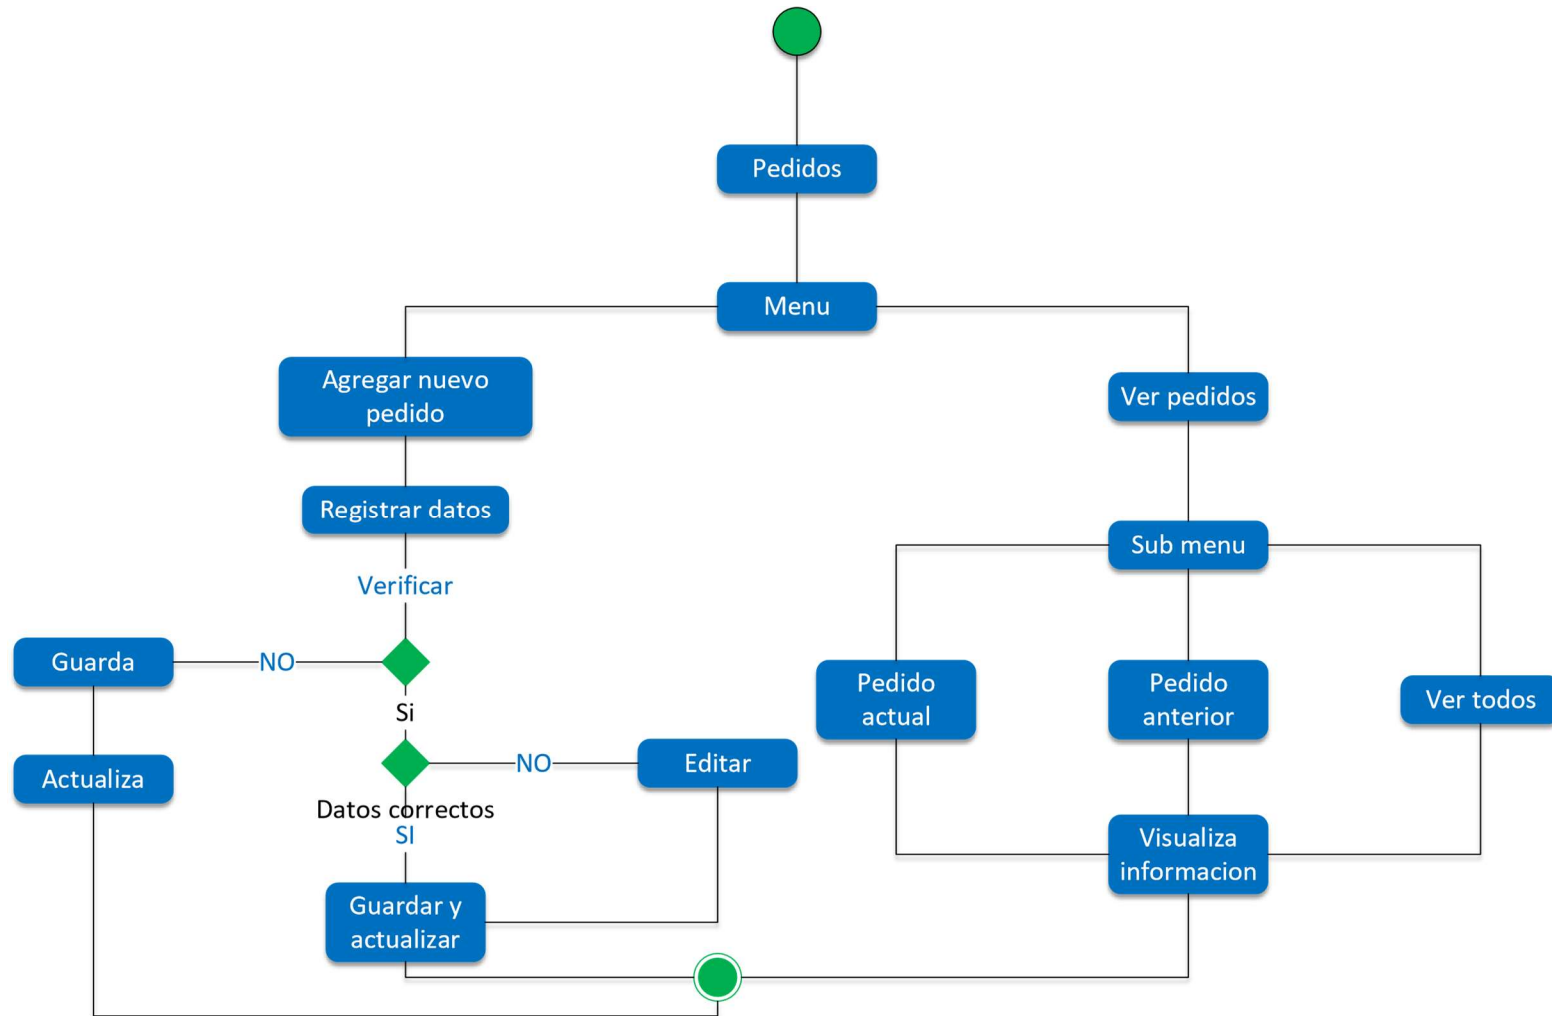 Pedidos
Menu
Agregar nuevo
pedido
Ver pedidos
Registrar datos
Sub menu
Verificar
Guarda
NO
Si
Pedido
actual
Pedido
anterior
Ver todos
Actualiza
NO
Editar
Datos correctos
SI
Visualiza
informacion
Guardar y
actualizar